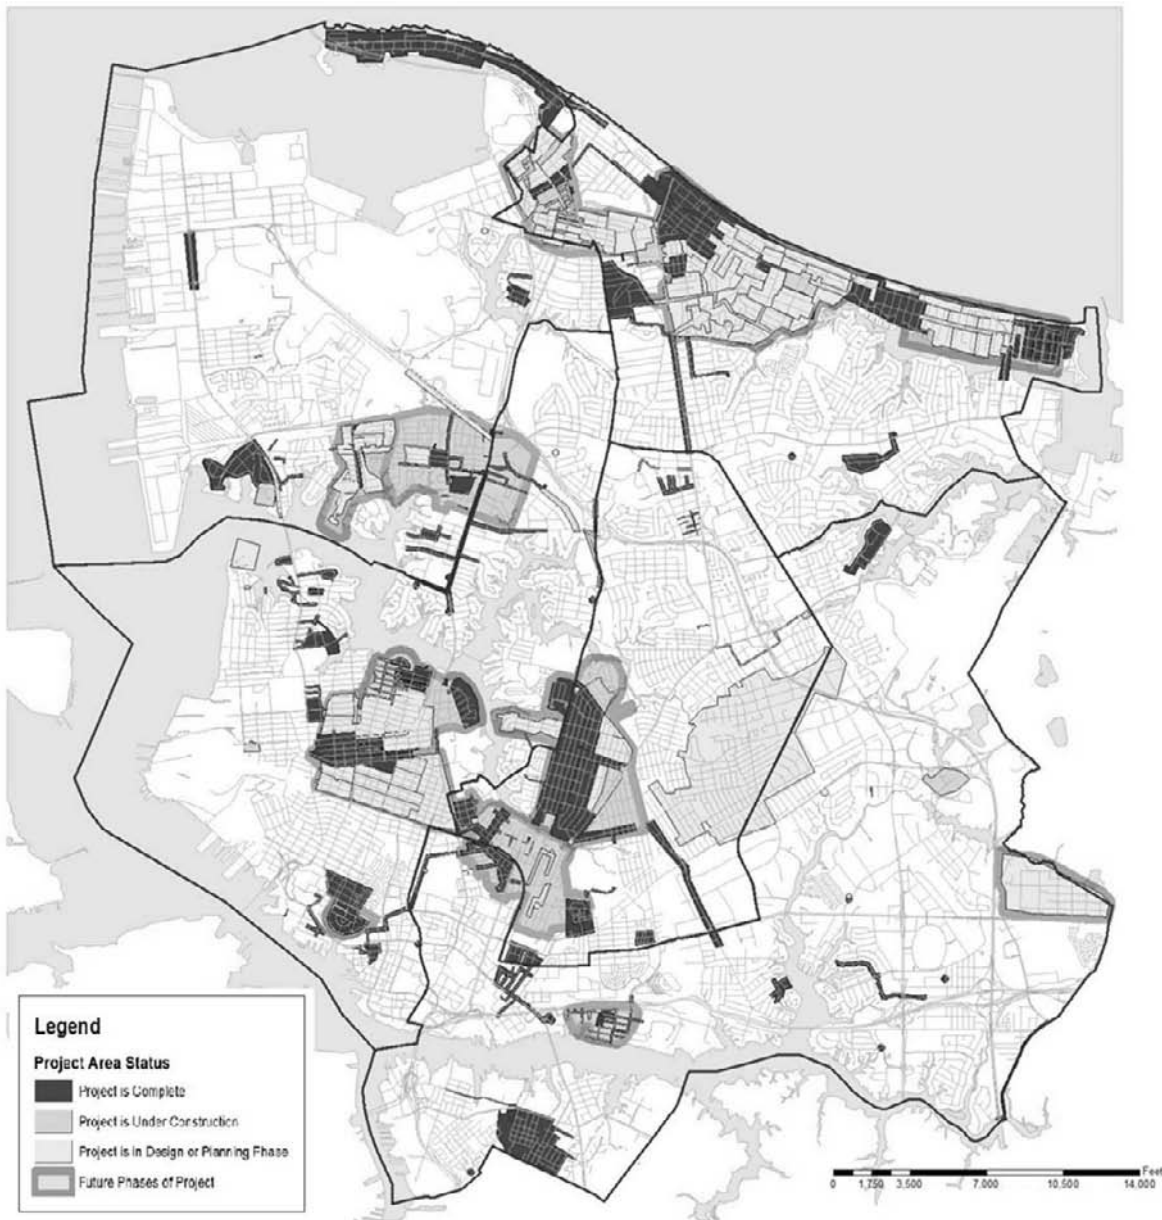 Legend
Project Area Status
Project is Complete
Project is Under Construction
Project is in Design or Planning Phase
Future Phases of Project
Feet
0 1,750 3,500 7,000 10,500 14,000